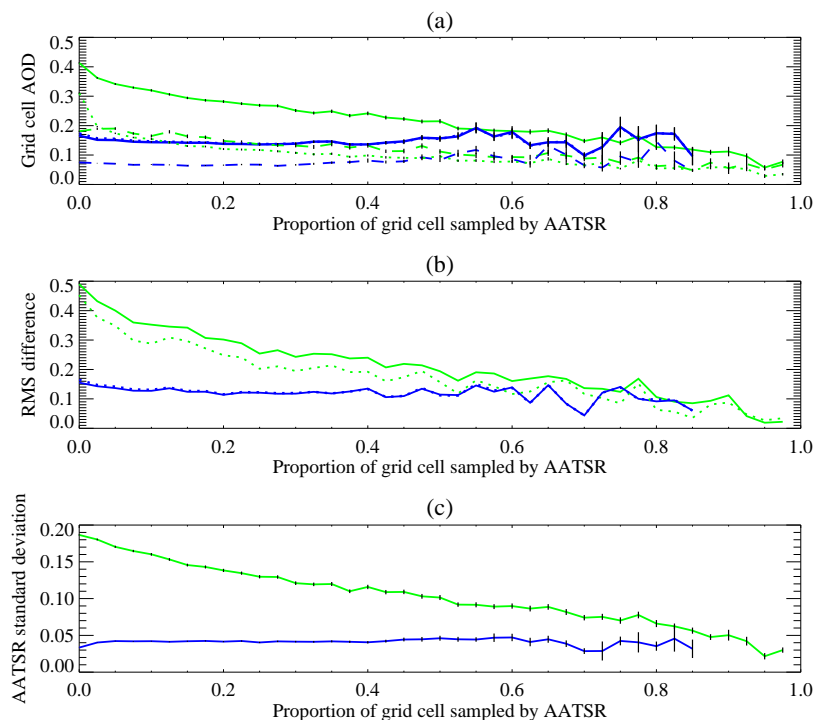 (a)
0.5
0.4
0.3
0.2
0.1
0.0
Grid cell AOD
0.0 0.2 0.4 0.6 0.8 1.0
Proportion of grid cell sampled by AATSR
(b)
0.5
0.4
0.3
0.2
0.1
0.0
RMS difference
0.0 0.2 0.4 0.6 0.8 1.0
Proportion of grid cell sampled by AATSR
(c)
0.20
0.15
0.10
0.05
0.00
AATSR standard deviation
0.0 0.2 0.4 0.6 0.8 1.0
Proportion of grid cell sampled by AATSR